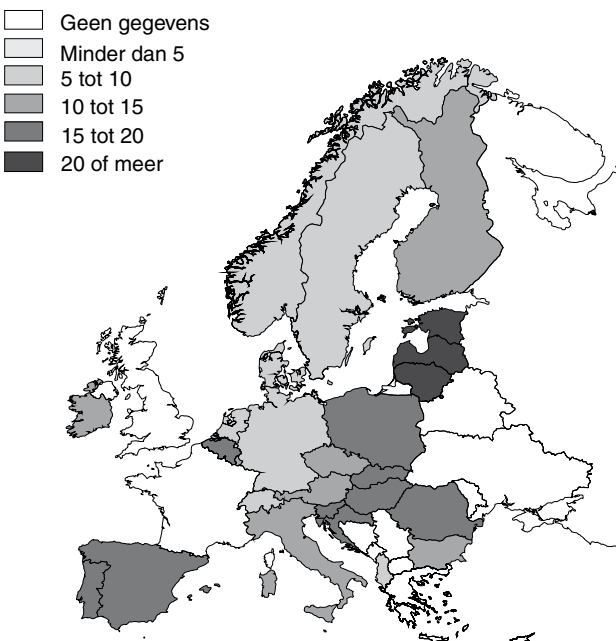 Geen gegevens
Minder dan 5
5 tot 10
10 tot 15
15 tot 20
20 of meer